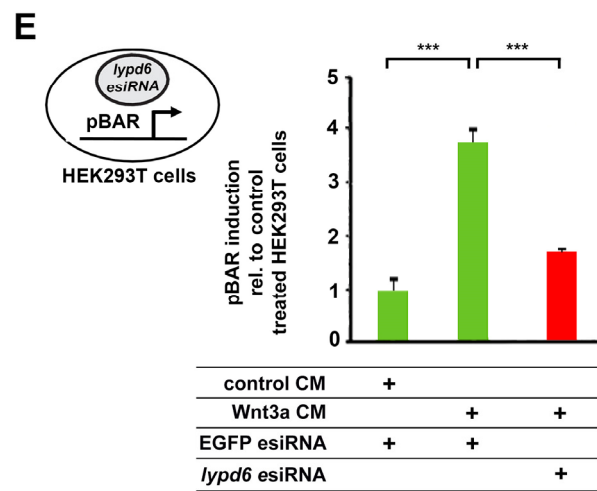 E
lypd6
esiRNA
pBAR
HEK293T cells
*** ***
pBAR induction
rel. to control
treated HEK293T cells
5
4
3
2
1
0
control CM +
Wnt3a CM + +
EGFP esiRNA + +
lypd6 esiRNA +